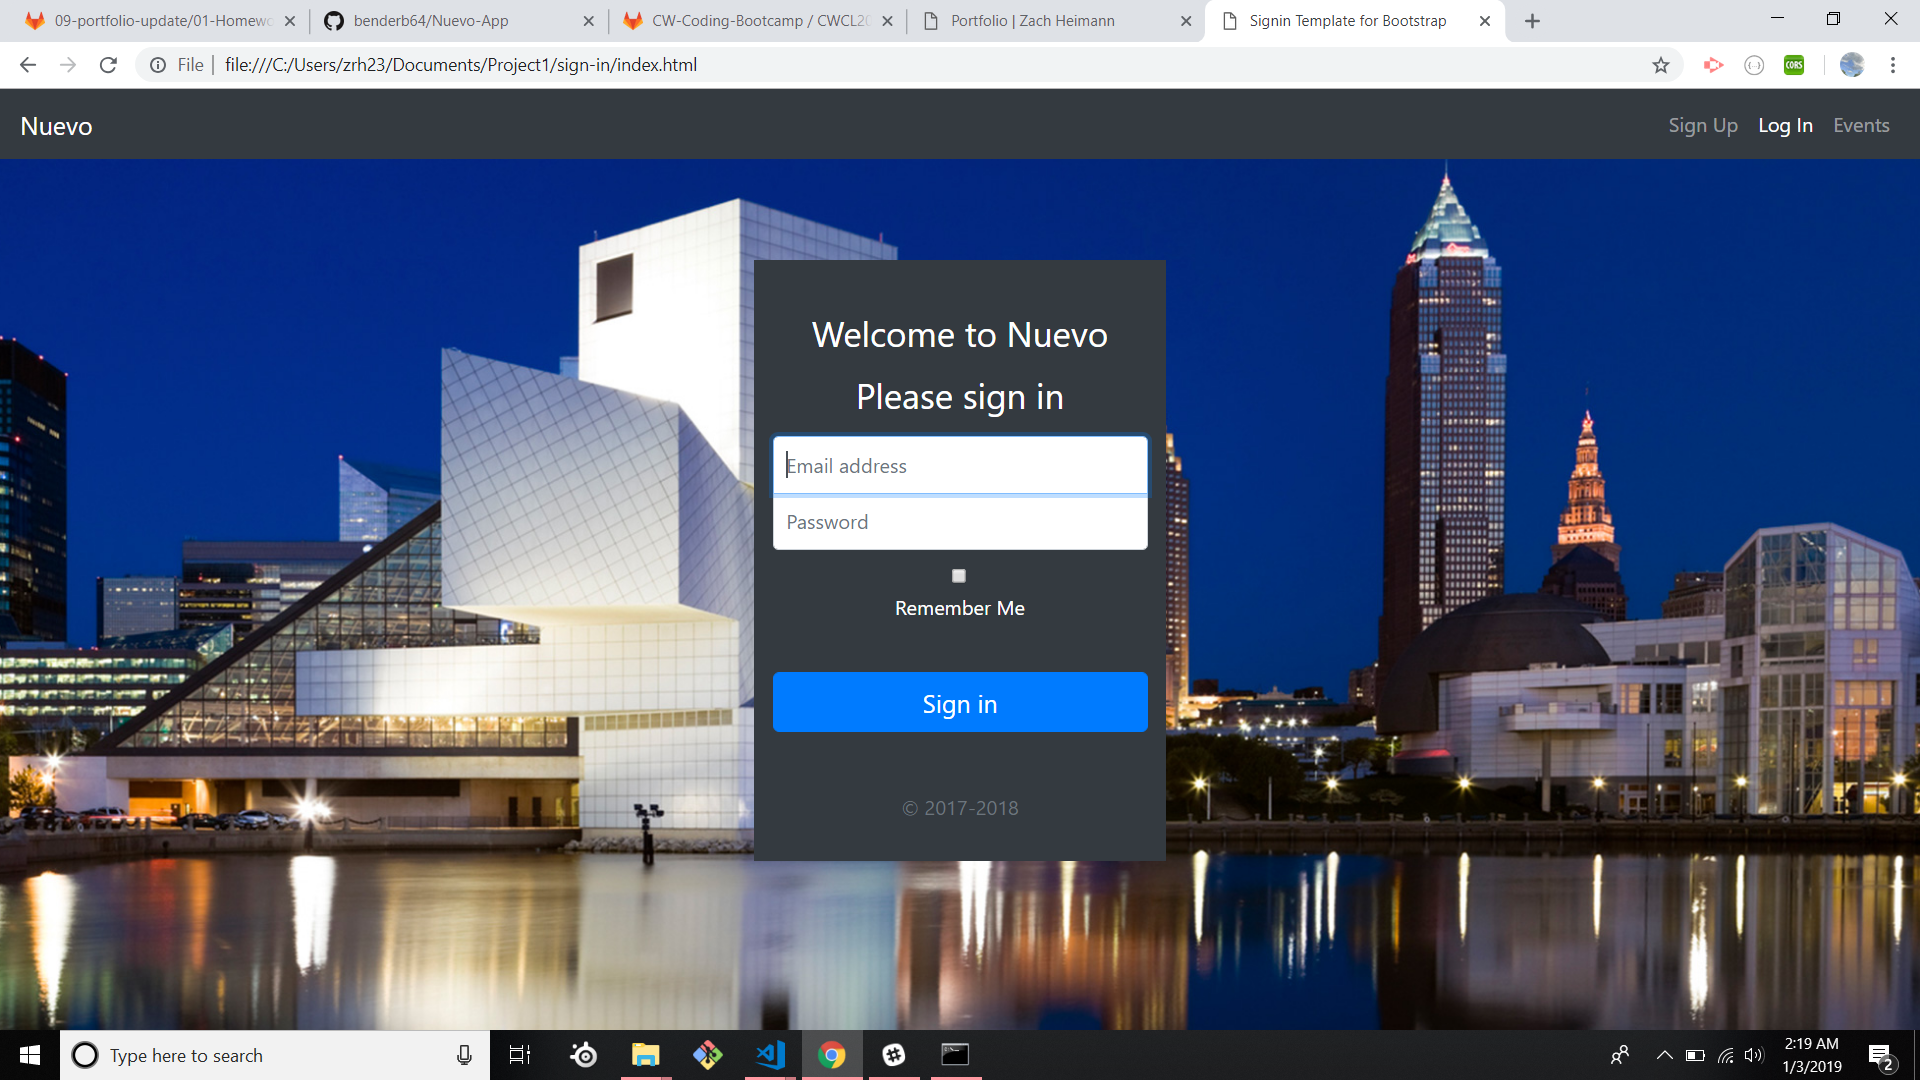 09-portfolio-update/01-Homewo
benderb64/Nuevo-App
CW-Coding-Bootcamp / CWCL20
Portfolio | Zach Heimann
Signin Template for Bootstrap
File
file:///C:/Users/zrh23/Documents/Project1/sign-in/index.html
CORS
Nuevo
Sign Up
Log In
Events
Welcome to Nuevo
Please sign in
Email address
Password
Remember Me
Sign in
© 2017-2018
Type here to search
2:19 AM
1/3/2019
2